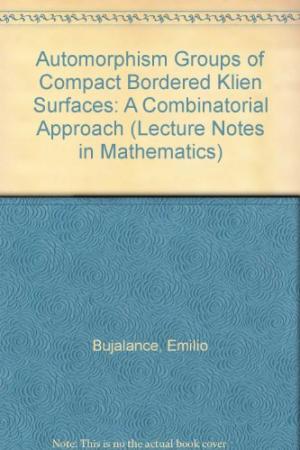 Automorphism Groups of
Compact Bordered Klien
Surfaces: A Combinatorial
Approach (Lecture Notes
in Mathematics)
Bujalance, Emilio
Note: This is no the actual book cover